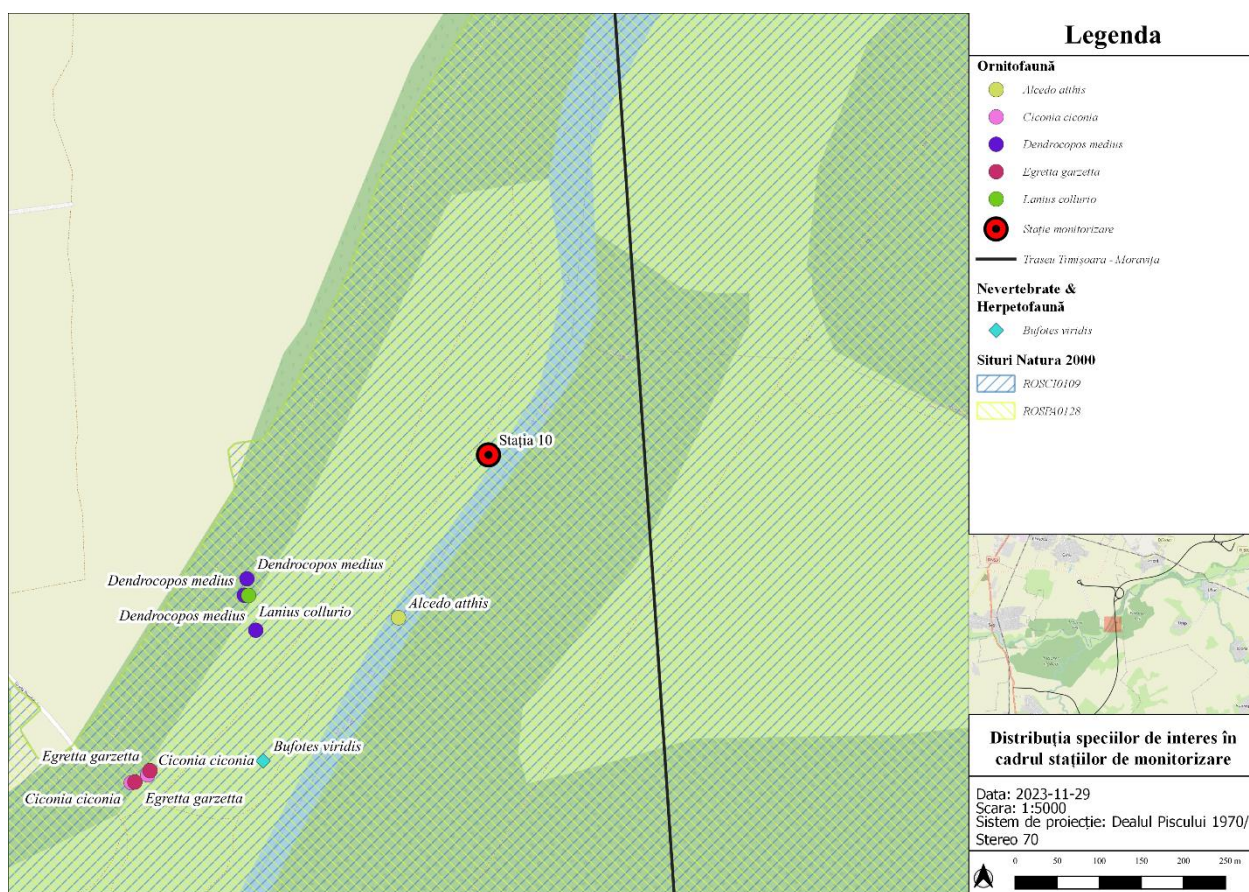 Stația 10
Dendrocopos medius
Dendrocopos medius
Dendrocopos medius
Lanius collurio
Alcedo atthis
Egretta garzetta
Ciconia ciconia
Bufotes viridis
Ciconia ciconia
Egretta garzetta
Legenda
Ornitofaună
Alcedo atthis
Ciconia ciconia
Dendrocopos medius
Egretta garzetta
Lanius collurio
Stație monitorizare
Traseu Timișoara - Moravița
Nevertebrate &
Herpetofaună
Bufotes viridis
Situri Natura 2000
ROSCI0109
ROSPA0128
Distribuția speciilor de interes în
cadrul stațiilor de monitorizare
Data: 2023-11-29
Scara: 1:5000
Sistem de proiecție: Dealul Piscului 1970/
Stereo 70
0 50 100 150 200 250 m